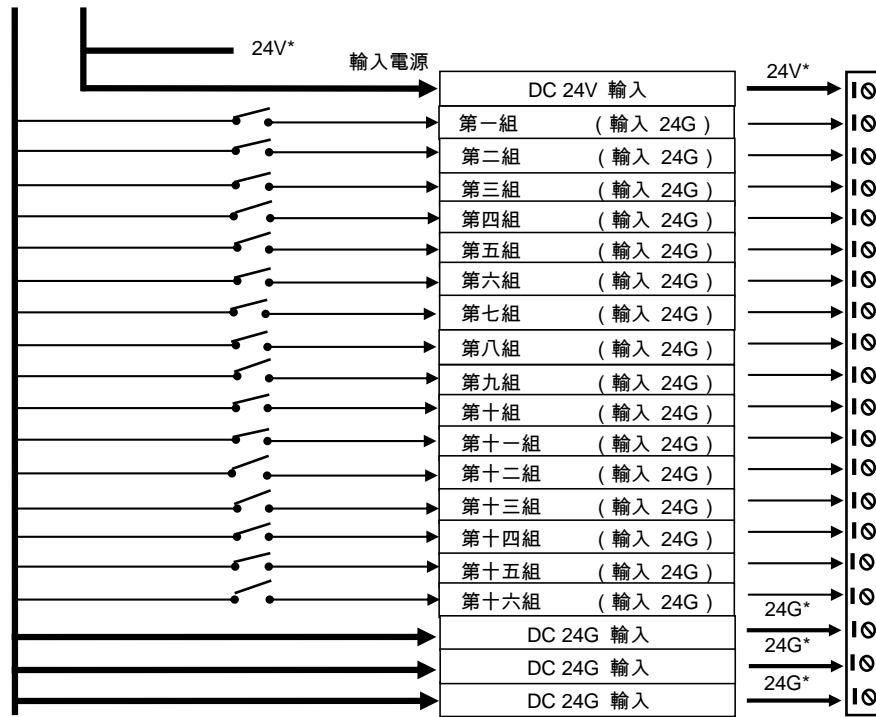 24V*
輸入電源
24V*
DC 24V 輸入
第一組 (輸入 24G)
第二組 (輸入 24G)
第三組 (輸入 24G)
第四組 (輸入 24G)
第五組 (輸入 24G)
第六組 (輸入 24G)
第七組 (輸入 24G)
第八組 (輸入 24G)
第九組 (輸入 24G)
第十組 (輸入 24G)
第十一組 (輸入 24G)
第十二組 (輸入 24G)
第十三組 (輸入 24G)
第十四組 (輸入 24G)
第十五組 (輸入 24G)
第十六組 (輸入 24G)
24G*
DC 24G 輸入
24G*
DC 24G 輸入
24G*
DC 24G 輸入